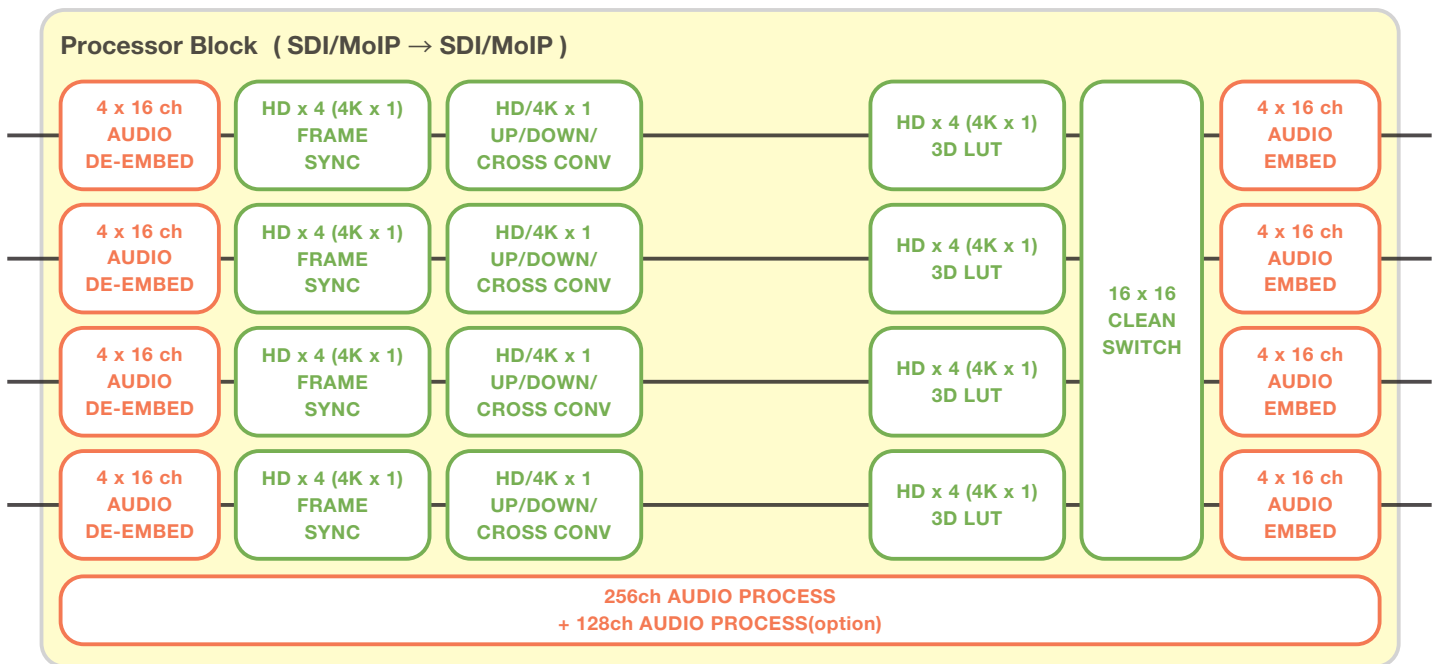 Processor Block ( SDI/MoIP → SDI/MoIP )
4 x 16 ch
AUDIO
DE-EMBED
HD x 4 (4K x 1)
FRAME
SYNC
HD/4K x 1
UP/DOWN/
CROSS CONV
HD x 4 (4K x 1)
3D LUT
4 x 16 ch
AUDIO
EMBED
4 x 16 ch
AUDIO
DE-EMBED
HD x 4 (4K x 1)
FRAME
SYNC
HD/4K x 1
UP/DOWN/
CROSS CONV
HD x 4 (4K x 1)
3D LUT
16 x 16
CLEAN
SWITCH
4 x 16 ch
AUDIO
EMBED
4 x 16 ch
AUDIO
DE-EMBED
HD x 4 (4K x 1)
FRAME
SYNC
HD/4K x 1
UP/DOWN/
CROSS CONV
HD x 4 (4K x 1)
3D LUT
4 x 16 ch
AUDIO
EMBED
4 x 16 ch
AUDIO
DE-EMBED
HD x 4 (4K x 1)
FRAME
SYNC
HD/4K x 1
UP/DOWN/
CROSS CONV
HD x 4 (4K x 1)
3D LUT
4 x 16 ch
AUDIO
EMBED
256ch AUDIO PROCESS
+ 128ch AUDIO PROCESS(option)